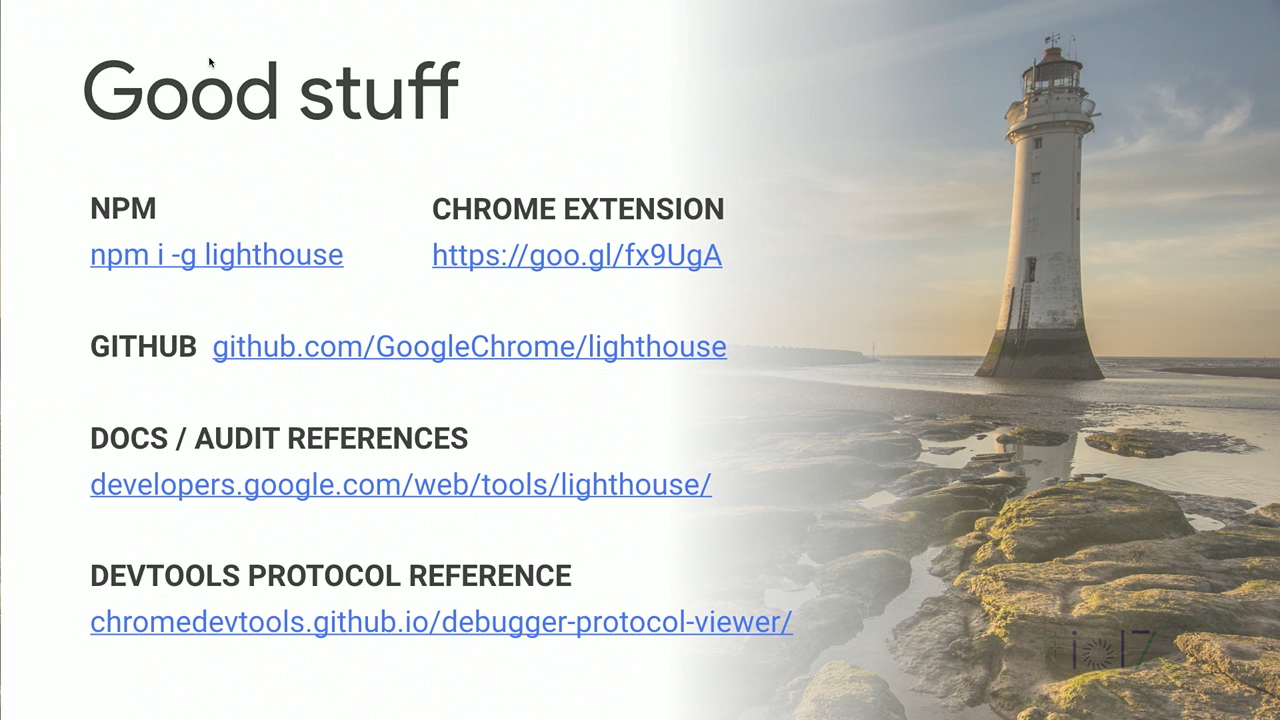 Good stuff
NPM
npm i -g lighthouse
CHROME EXTENSION
https://goo.gl/fx9UgA
GITHUB github.com/GoogleChrome/lighthouse
DOCS / AUDIT REFERENCES
developers.google.com/web/tools/lighthouse/
DEVTOOLS PROTOCOL REFERENCE
chromedevtools.github.io/debugger-protocol-viewer/